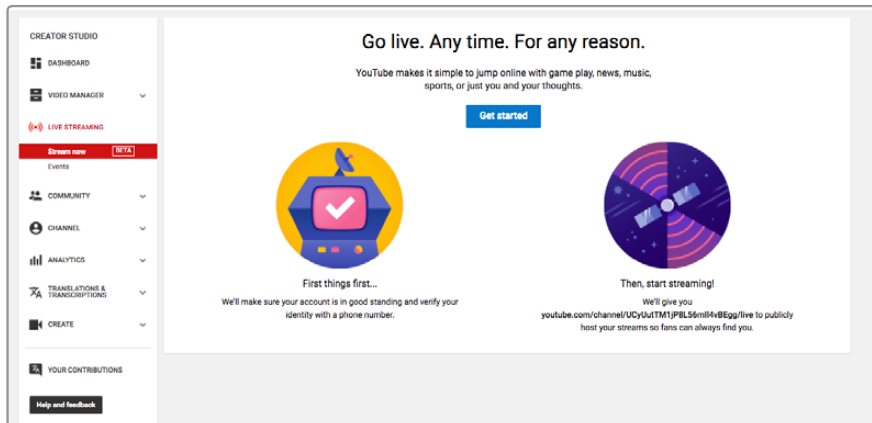 CREATOR STUDIO
DASHBOARD
VIDEO MANAGER
LIVE STREAMING
Stream now BETA
Events
COMMUNITY
CHANNEL
ANALYTICS
TRANSLATIONS &
TRANSCRIPTIONS
CREATE
YOUR CONTRIBUTIONS
Help and feedback
Go live. Any time. For any reason.
YouTube makes it simple to jump online with game play, news, music,
sports, or just you and your thoughts.
Get started
First things first...
We'll make sure your account is in good standing and verify your
identity with a phone number.
Then, start streaming!
We'll give you
youtube.com/channel/UCyUutTM1jP8L56mll4vBEgg/live to publicly
host your streams so fans can always find you.